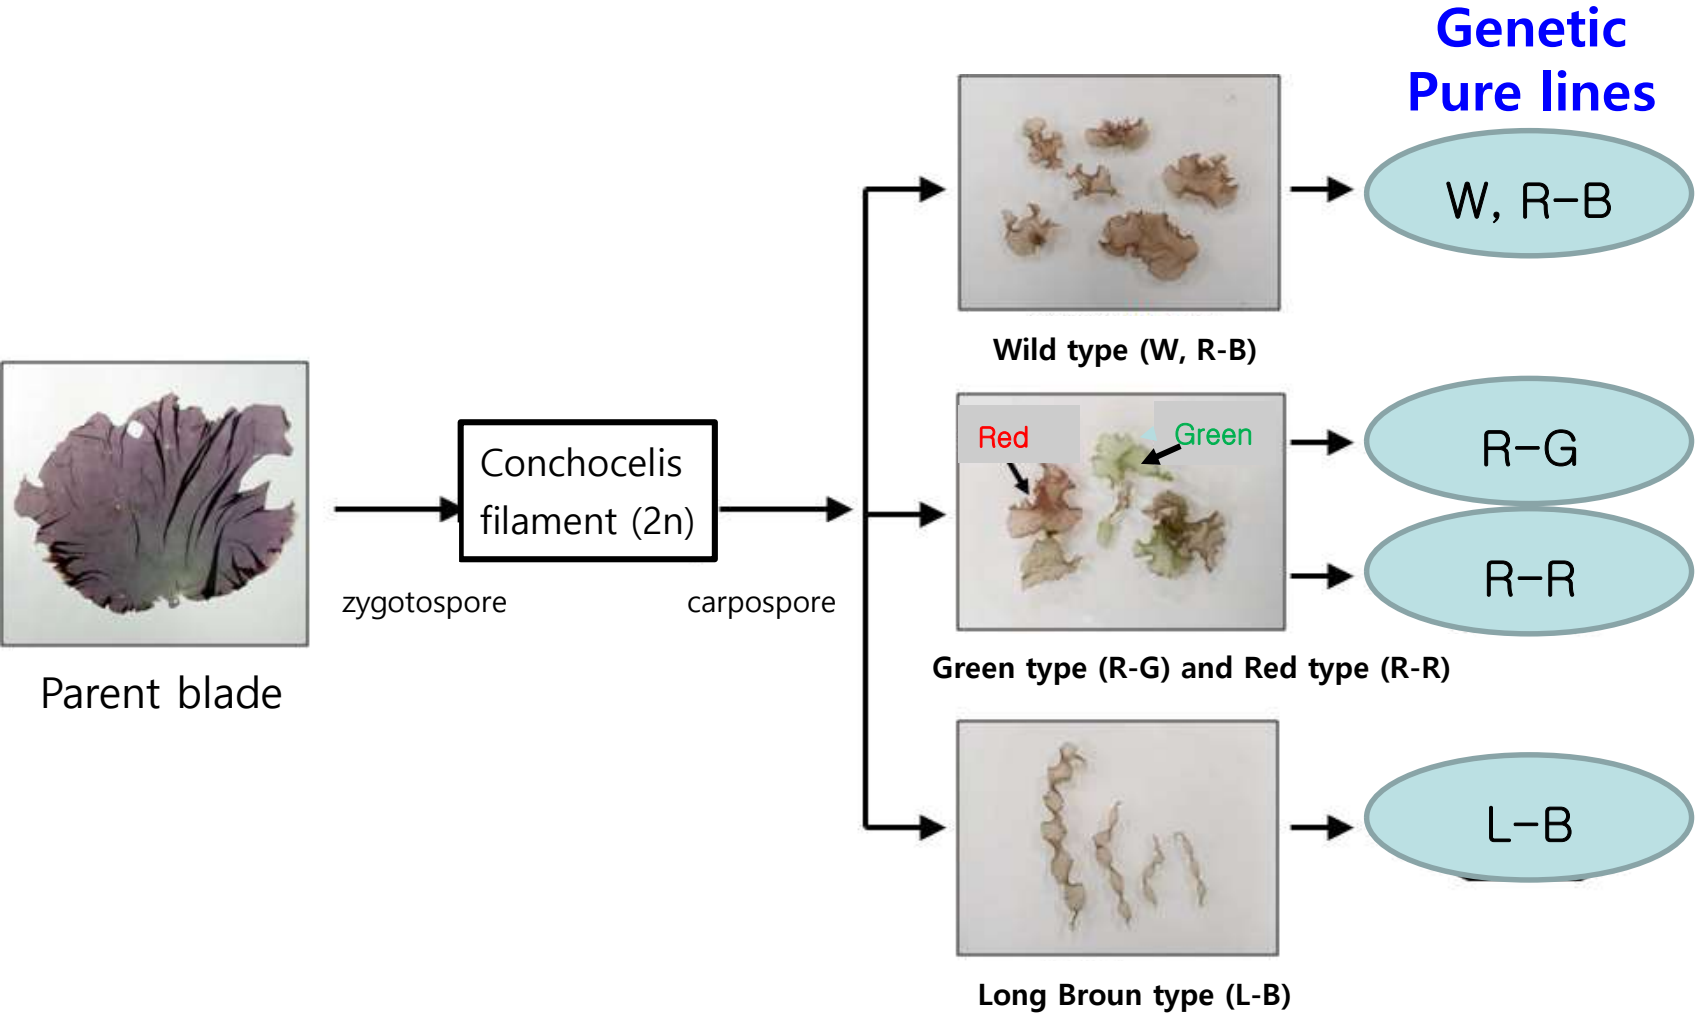 Genetic
Pure lines
W, R-B
Wild type (W, R-B)
Red
Green
R-G
Conchocelis
filament (2n)
R-R
zygotospore
carpospore
Green type (R-G) and Red type (R-R)
Parent blade
L-B
Long Broun type (L-B)